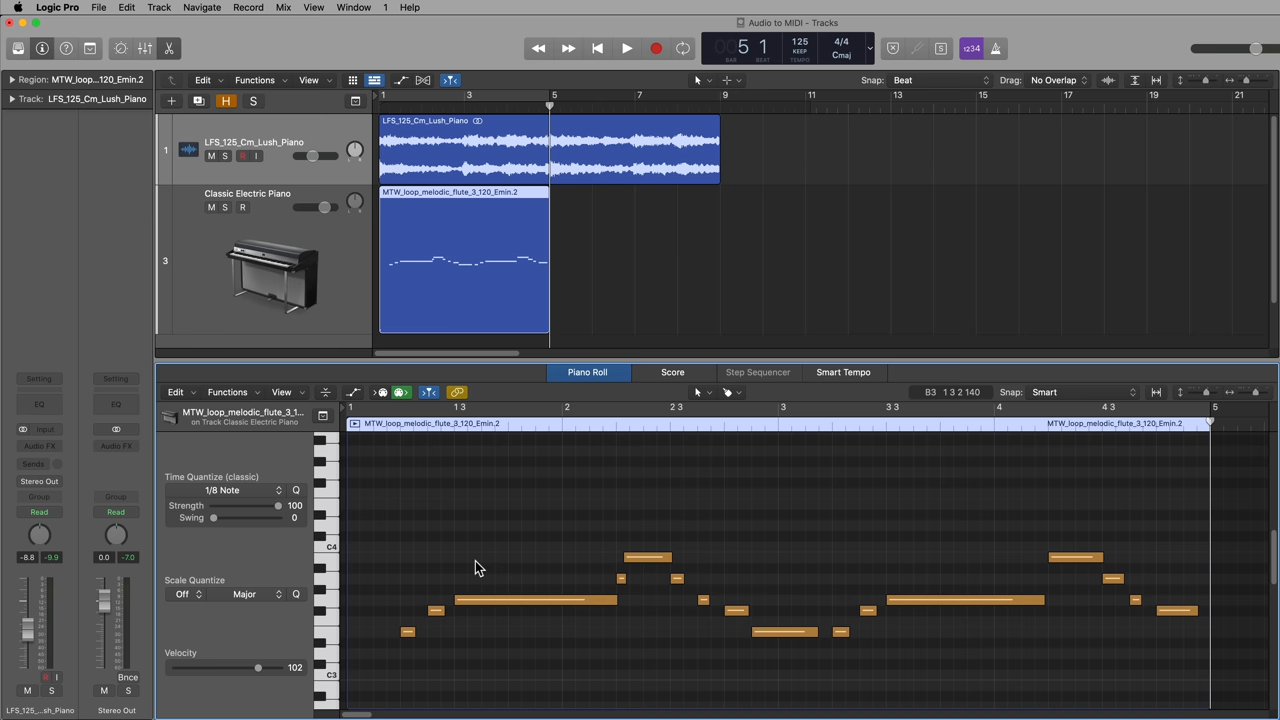 Logic Pro File Edit Track Navigate Record Mix View Window 1 Help
Audio to MIDI - Tracks
005 1
BAR BEAT
125
KEEP
TEMPO
4/4
Cmaj
1234
Region: MTW_loop...120_Emin.2
Edit Functions View
Snap: Beat
Drag: No Overlap
Track: LFS_125_Cm_Lush_Piano
H S
1 3 5 7 9 11 13 15 17 19 21
1
LFS_125_Cm_Lush_Piano
M S R I
LFS_125_Cm_Lush_Piano
3
Classic Electric Piano
M S R
MTW_loop_melodic_flute_3_120_Emin.2
Piano Roll Score Step Sequencer Smart Tempo
Edit Functions View
B3 1 3 2 140
Snap: Smart
MTW_loop_melodic_flute_3_1...
on Track Classic Electric Piano
1 1 3 2 2 3 3 3 3 4 4 3 5
MTW_loop_melodic_flute_3_120_Emin.2
MTW_loop_melodic_flute_3_120_Emin.2
Time Quantize (classic)
1/8 Note Q
Strength 100
Swing 0
Scale Quantize
Off Major Q
Velocity
102
C4
C3
Setting Setting
EQ EQ
Input
Audio FX Audio FX
Sends
Stereo Out
Group Group
Read Read
-8.8 -9.9 0.0 -7.0
R I Bnce
M S M S
LFS_125_...sh_Piano Stereo Out